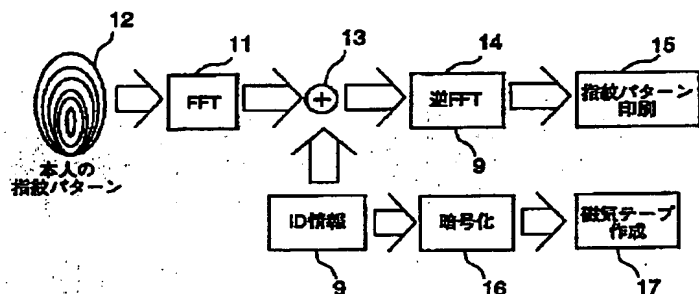 12
11
13
14
15
FFT
+
逆FFT
指紋パターン
印刷
本人の
指紋パターン
9
ID情報
暗号化
磁気テープ
作成
9
16
17